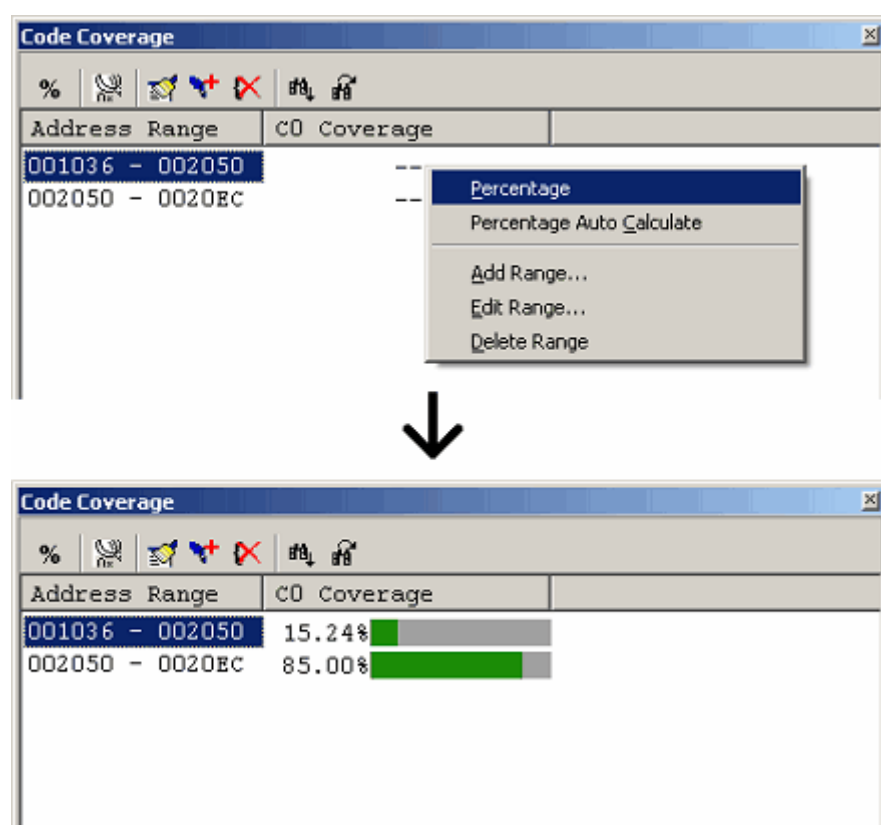 Code Coverage
%
Address Range C0 Coverage
001036 - 002050 --
002050 - 0020EC --
Percentage
Percentage Auto Calculate
Add Range...
Edit Range...
Delete Range
Code Coverage
%
Address Range C0 Coverage
001036 - 002050 15.24%
002050 - 0020EC 85.00%